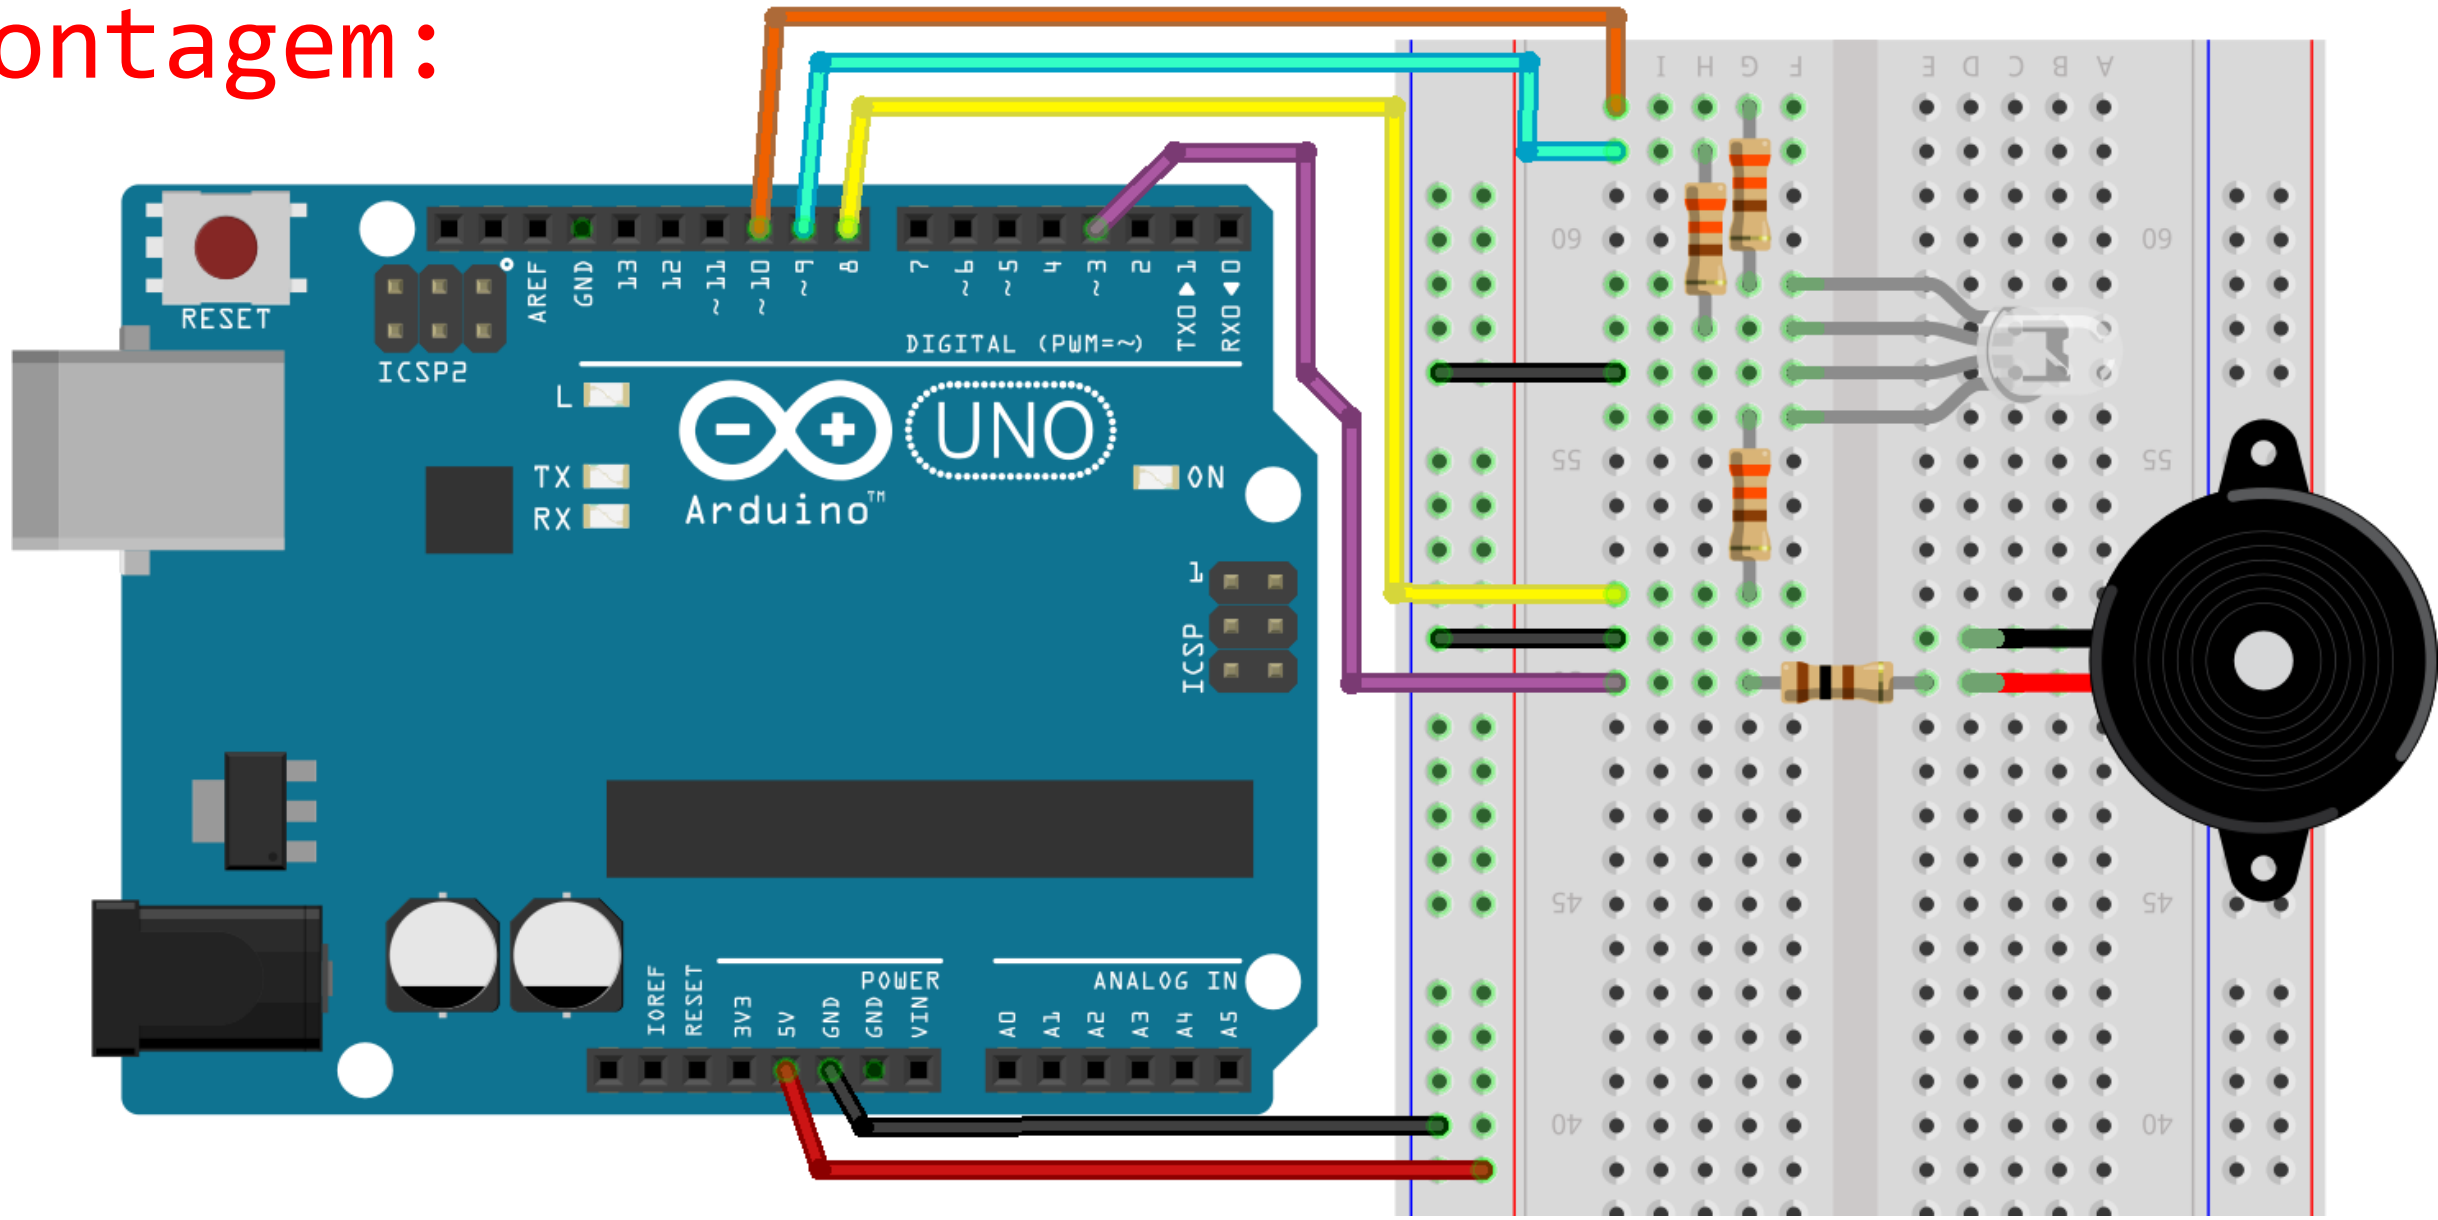 ontagem:
I H G F E D C B A
RESET
ICSP2
AREF
GND
13
12
~11
~10
~9
8
7
~6
~5
4
~3
2
TX0▶1
RX0◀0
DIGITAL (PWM=~)
60 60
L
TX
RX
UNO
Arduino™
ON
55 55
1
ICSP
45 45
POWER
ANALOG IN
IOREF
RESET
3V3
5V
GND
GND
VIN
A0
A1
A2
A3
A4
A5
40 40